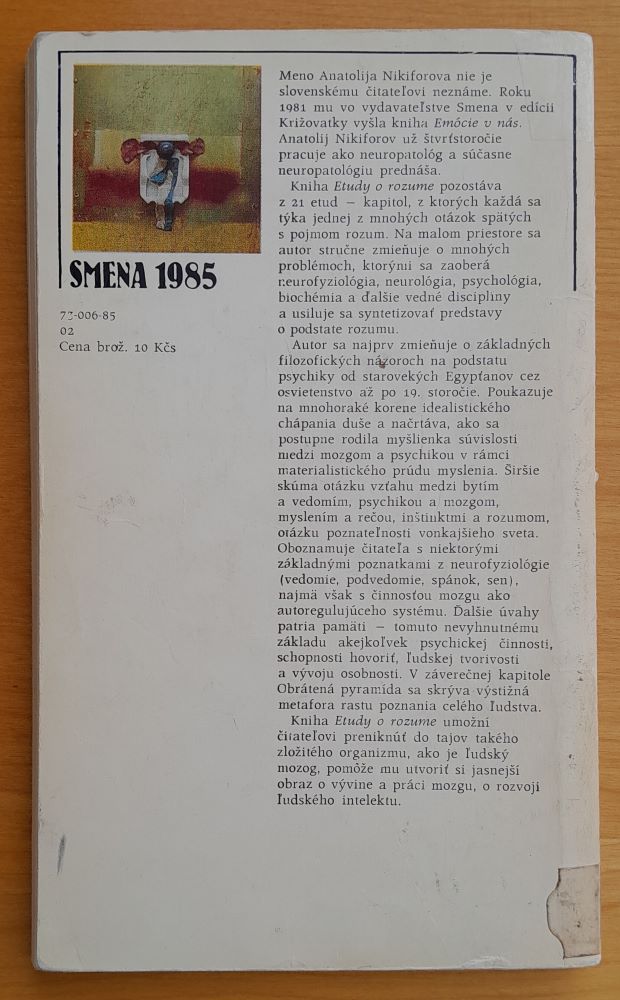 SMENA 1985
73-006-85
02
Cena brož. 10 Kčs
Meno Anatolija Nikiforova nie je
slovenskému čitateľovi neznáme. Roku
1981 mu vo vydavateľstve Smena v edícii
Križovatky vyšla kniha Emócie v nás.
Anatolij Nikiforov už štvrťstoročie
pracuje ako neuropatológ a súčasne
neuropatológiu prednáša.
Kniha Etudy o rozume pozostáva
z 21 etud — kapitol, z ktorých každá sa
týka jednej z mnohých otázok spätých
s pojmom rozum. Na malom priestore sa
autor stručne zmieňuje o mnohých
problémoch, ktorými sa zaoberá
neurofyziológia, neurológia, psychológia,
biochémia a ďalšie vedné disciplíny
a usiluje sa syntetizovať predstavy
o podstate rozumu.
Autor sa najprv zmieňuje o základných
filozofických názoroch na podstatu
psychiky od starovekých Egypťanov cez
osvietenstvo až po 19. storočie. Poukazuje
na mnohoraké korene idealistického
chápania duše a načrtáva, ako sa
postupne rodila myšlienka súvislosti
medzi mozgom a psychikou v rámci
materialistického prúdu myslenia. Širšie
skúma otázku vzťahu medzi bytím
a vedomím, psychikou a mozgom,
myslením a rečou, inštinktmi a rozumom,
otázku poznateľnosti vonkajšieho sveta.
Oboznamuje čitateľa s niektorými
základnými poznatkami z neurofyziológie
(vedomie, podvedomie, spánok, sen),
najmä však s činnosťou mozgu ako
autoregulujúceho systému. Ďalšie úvahy
patria pamäti — tomuto nevyhnutnému
základu akejkoľvek psychickej činnosti,
schopnosti hovoriť, ľudskej tvorivosti
a vývoju osobnosti. V záverečnej kapitole
Obrátená pyramída sa skrýva výstižná
metafora rastu poznania celého ľudstva.
Kniha Etudy o rozume umožní
čitateľovi preniknúť do tajov takého
zložitého organizmu, ako je ľudský
mozog, pomôže mu utvoriť si jasnejší
obraz o vývine a práci mozgu, o rozvoji
ľudského intelektu.